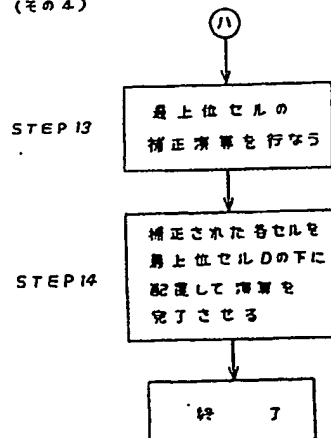 (その4)
ハ
STEP 13
最上位セルの
補正演算を行なう
STEP 14
補正された各セルを
最上位セルDの下に
配置して演算を
完了させる
終 了